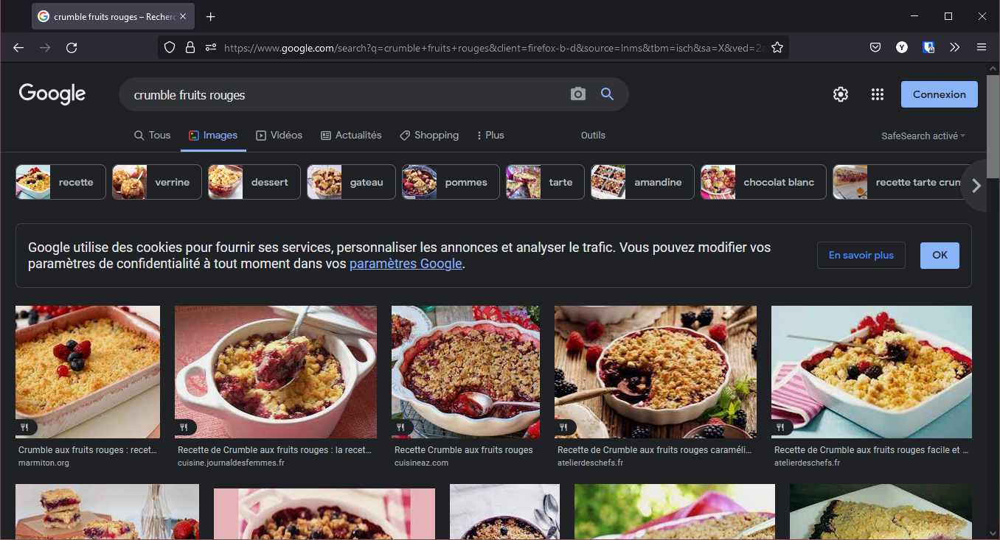 crumble fruits rouges – Recherc
https://www.google.com/search?q=crumble+fruits+rouges&client=firefox-b-d&source=lnms&tbm=isch&sa=X&ved=2a
Y
Google
crumble fruits rouges
Connexion
Tous
Images
Vidéos
Actualités
Shopping
Plus
Outils
SafeSearch activé
recette
verrine
dessert
gateau
pommes
tarte
amandine
chocolat blanc
recette tarte crum
Google utilise des cookies pour fournir ses services, personnaliser les annonces et analyser le trafic. Vous pouvez modifier vos
paramètres de confidentialité à tout moment dans vos paramètres Google.
En savoir plus
OK
Crumble aux fruits rouges : recet...
marmiton.org
Recette de Crumble aux fruits rouges : la recet...
cuisine.journaldesfemmes.fr
Recette Crumble aux fruits rouges
cuisineaz.com
Recette de Crumble aux fruits rouges caraméli...
atelierdeschefs.fr
Recette de Crumble aux fruits rouges facile et ...
atelierdeschefs.fr